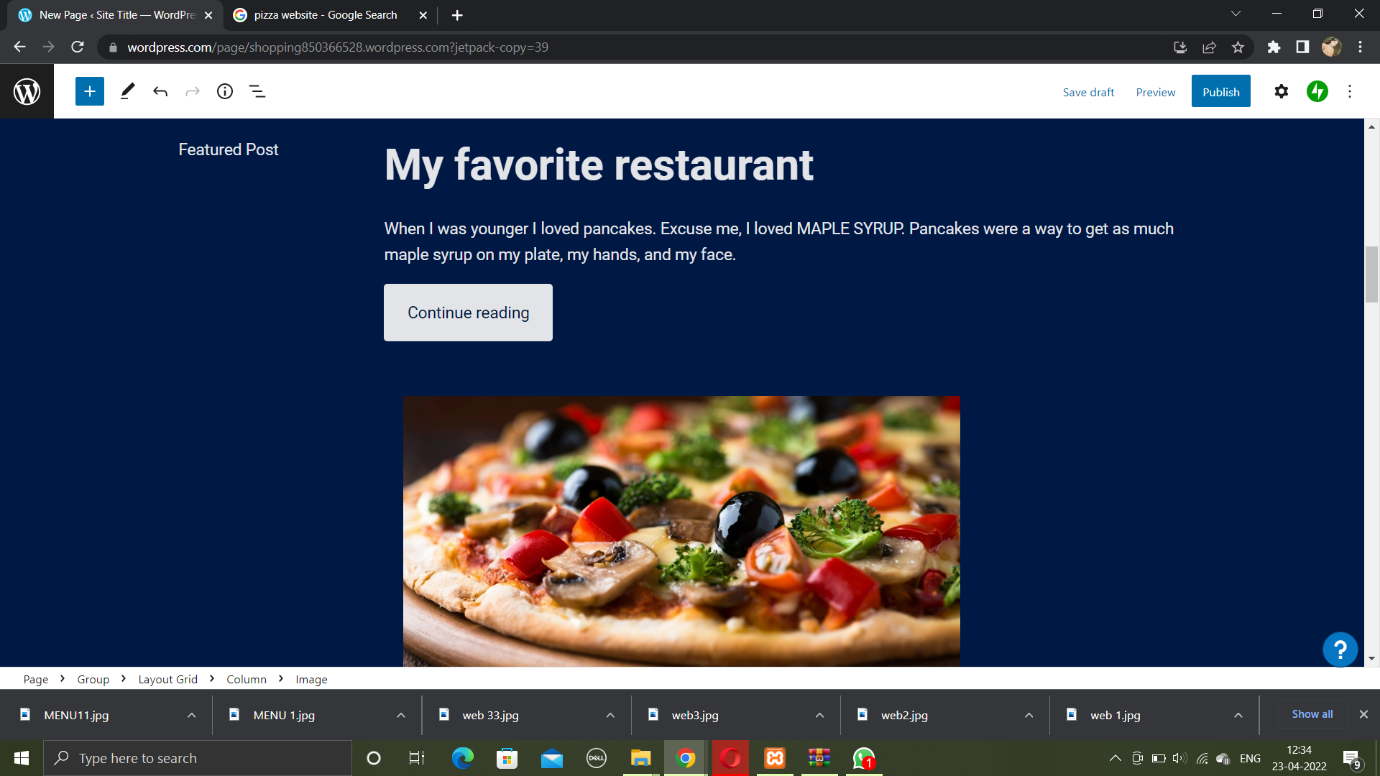 New Page ‹ Site Title — WordPre
pizza website - Google Search
wordpress.com/page/shopping850366528.wordpress.com?jetpack-copy=39
Save draft
Preview
Publish
Featured Post
My favorite restaurant
When I was younger I loved pancakes. Excuse me, I loved MAPLE SYRUP. Pancakes were a way to get as much
maple syrup on my plate, my hands, and my face.
Continue reading
?
Page > Group > Layout Grid > Column > Image
MENU11.jpg
MENU 1.jpg
web 33.jpg
web3.jpg
web2.jpg
web 1.jpg
Show all
Type here to search
DELL
1
ENG
12:34
23-04-2022
9